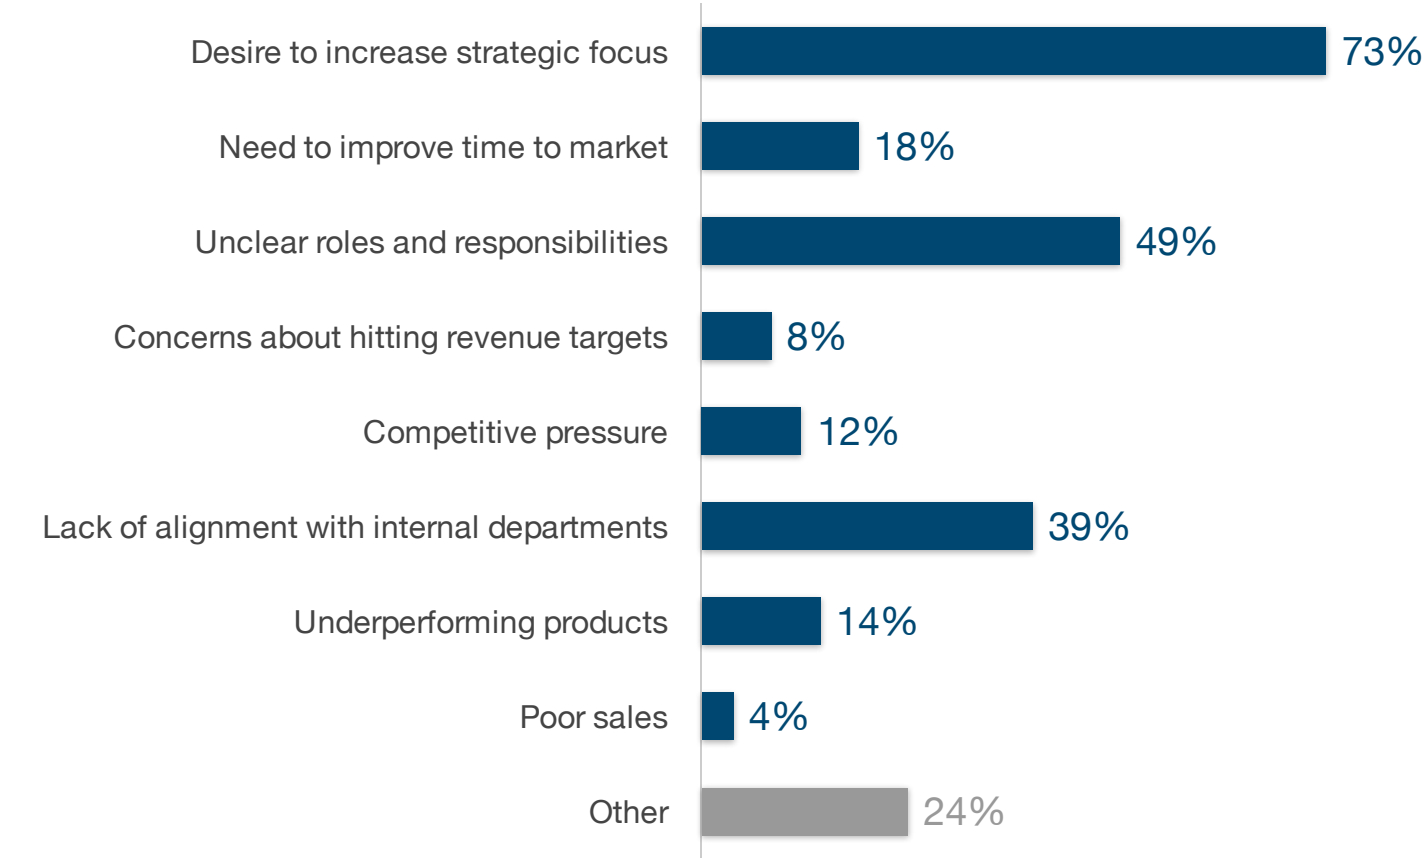 Desire to increase strategic focus 73%
Need to improve time to market 18%
Unclear roles and responsibilities 49%
Concerns about hitting revenue targets 8%
Competitive pressure 12%
Lack of alignment with internal departments 39%
Underperforming products 14%
Poor sales 4%
Other 24%